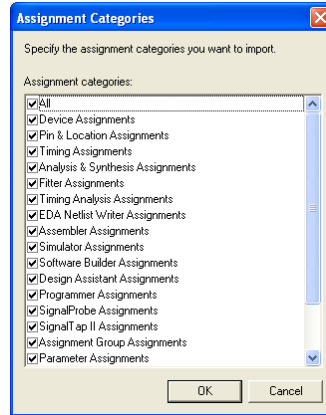 Assignment Categories
Specify the assignment categories you want to import.
Assignment categories:
All
Device Assignments
Pin & Location Assignments
Timing Assignments
Analysis & Synthesis Assignments
Fitter Assignments
Timing Analysis Assignments
EDA Netlist Writer Assignments
Assembler Assignments
Simulator Assignments
Software Builder Assignments
Design Assistant Assignments
Programmer Assignments
SignalProbe Assignments
SignalTap II Assignments
Assignment Group Assignments
Parameter Assignments
OK Cancel